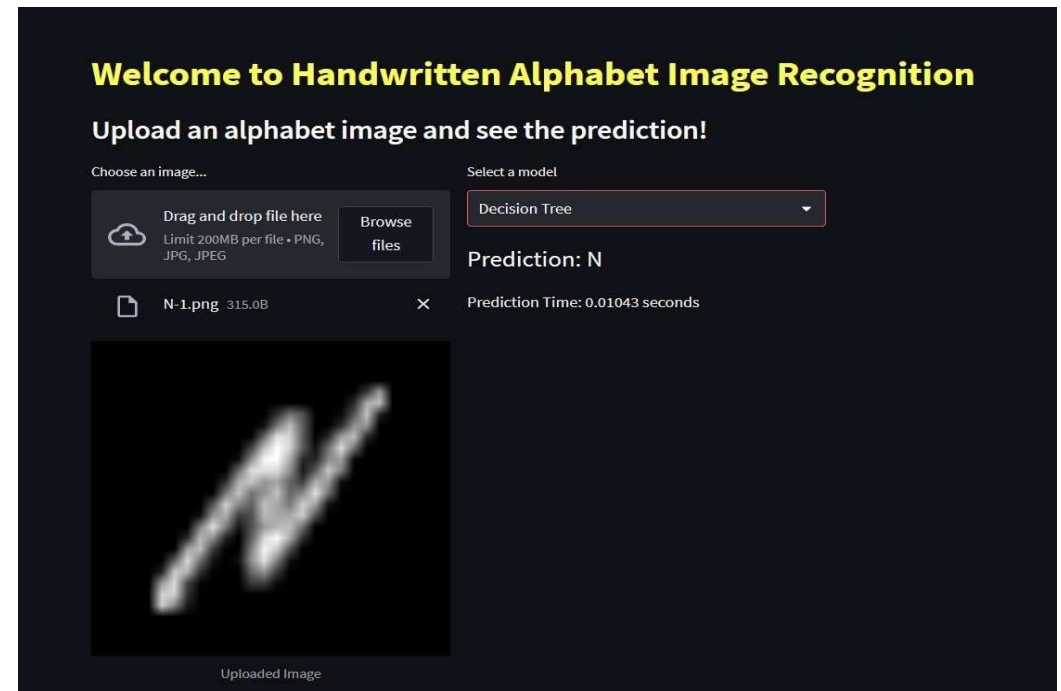 Welcome to Handwritten Alphabet Image Recognition
Upload an alphabet image and see the prediction!
Choose an image...
Drag and drop file here
Limit 200MB per file • PNG,
JPG, JPEG
Browse
files
N-1.png 315.0B
N
Uploaded Image
Select a model
Decision Tree
Prediction: N
Prediction Time: 0.01043 seconds